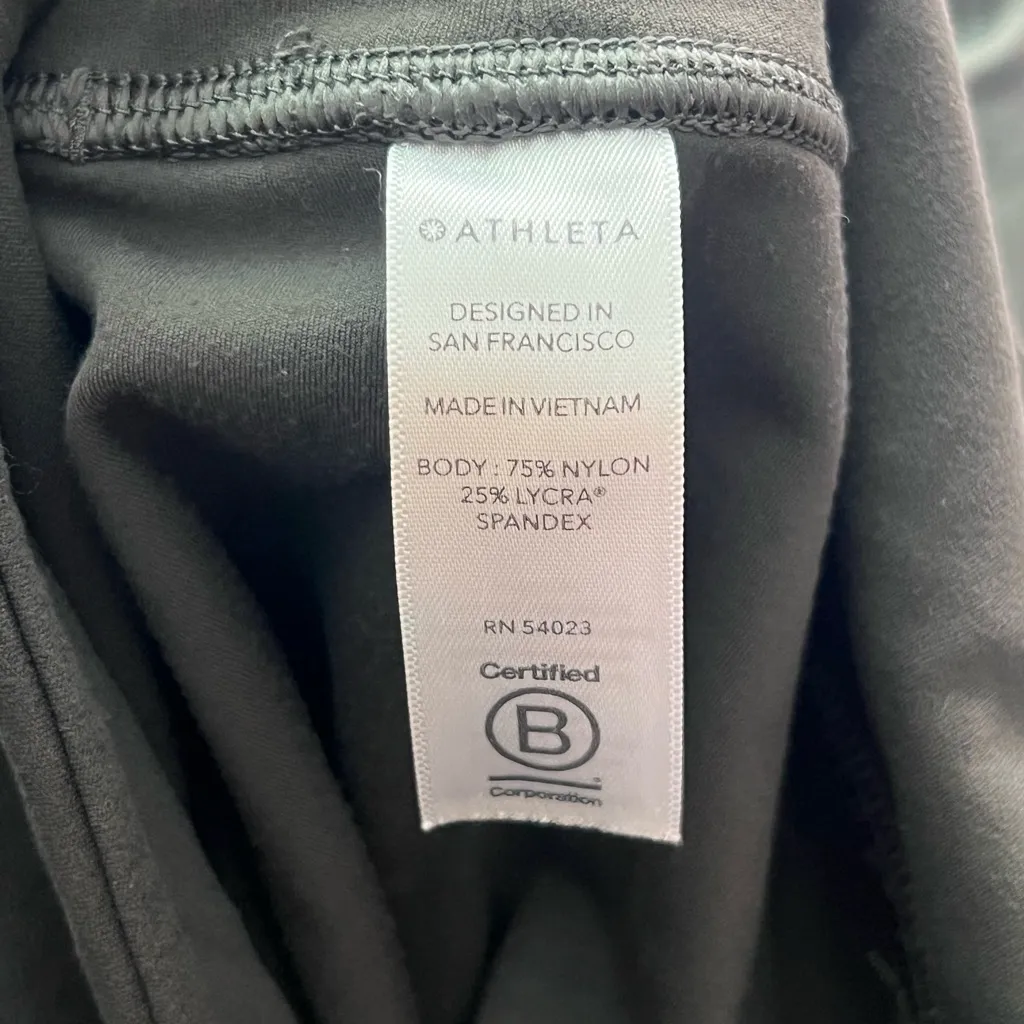 ATHLETA
DESIGNED IN
SAN FRANCISCO
MADE IN VIETNAM
BODY : 75% NYLON
25% LYCRA®
SPANDEX
RN 54023
Certified
B
Corporation